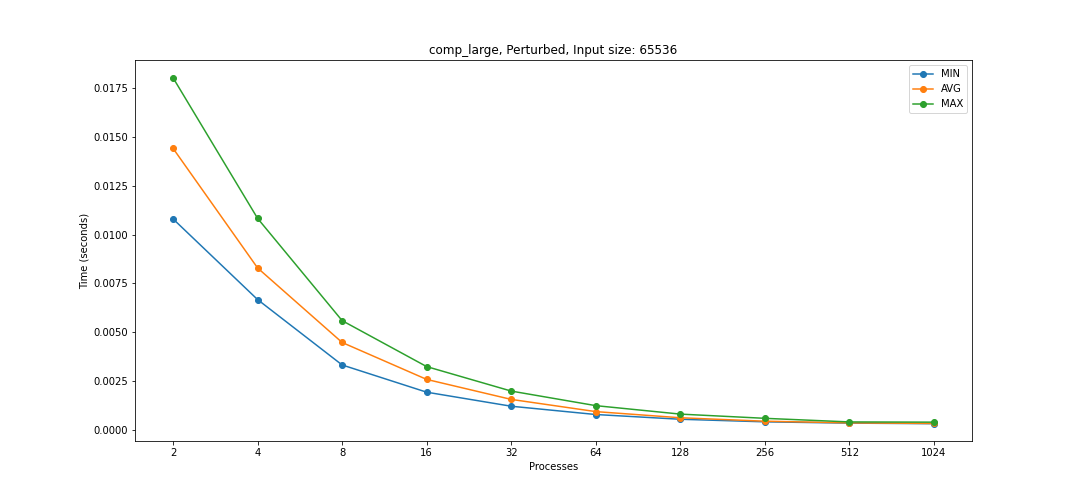 comp_large, Perturbed, Input size: 65536
MIN
AVG
MAX
0.0175
0.0150
0.0125
0.0100
0.0075
0.0050
0.0025
0.0000
Time (seconds)
2 4 8 16 32 64 128 256 512 1024
Processes